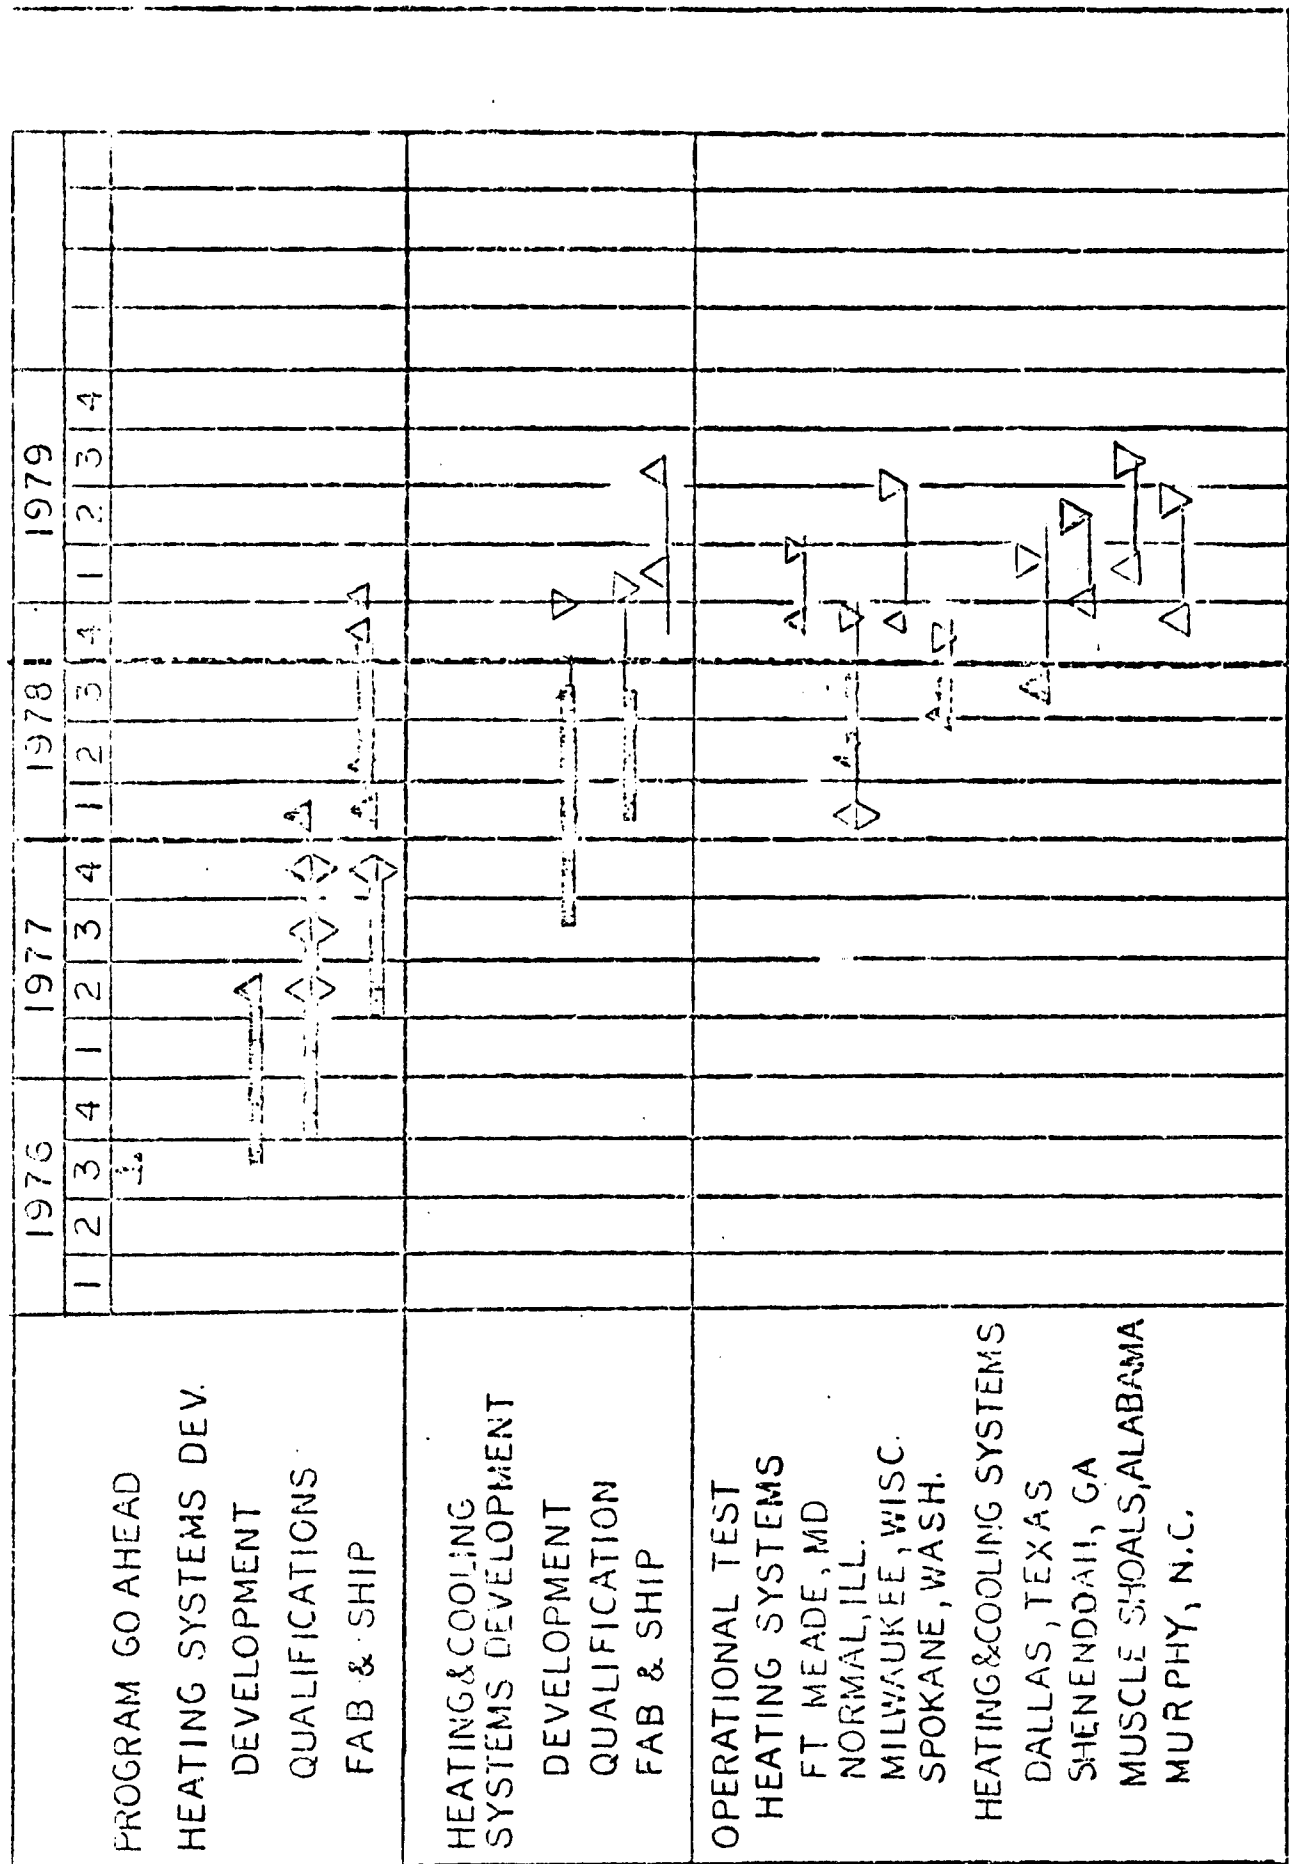 1976 1977 1978 1979
1 2 3 4 1 2 3 4 1 2 3 4 1 2 3 4
PROGRAM GO AHEAD
HEATING SYSTEMS DEV.
DEVELOPMENT
QUALIFICATIONS
FAB & SHIP
HEATING&COOLING
SYSTEMS DEVELOPMENT
DEVELOPMENT
QUALIFICATION
FAB & SHIP
OPERATIONAL TEST
HEATING SYSTEMS
FT MEADE, MD
NORMAL, ILL.
MILWAUKEE, WISC.
SPOKANE, WASH.
HEATING&COOLING SYSTEMS
DALLAS, TEXAS
SHENENDOAH, GA
MUSCLE SHOALS, ALABAMA
MURPHY, N.C.